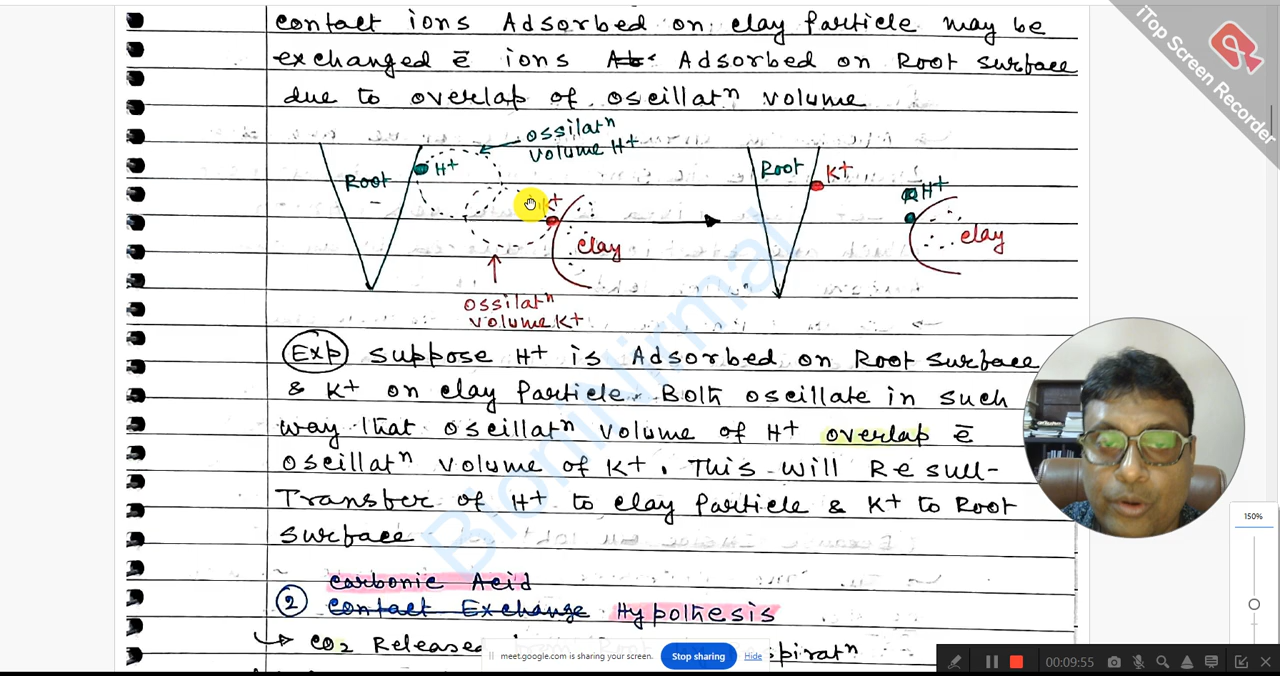 contact ions Adsorbed on clay Particle may be
exchanged ē ions Adsorbed on Root surface
due to overlap of oscillatⁿ volume
ossilatⁿ
volume H+
Root
H+
K+
clay
ossilatⁿ
volume K+
Root
K+
H+
clay
Exp suppose H+ is Adsorbed on Root surface
& K+ on clay Particle. Both oscillate in such
way that oscillatⁿ volume of H+ overlap ē
oscillatⁿ volume of K+. This will Result
Transfer of H+ to clay Particle & K+ to Root
surface
carbonic Acid
② contact Exchange Hypothesis
CO2 Released
spiratⁿ
BioNirmal
iTop Screen Recorder
150%
meet.google.com is sharing your screen.
Stop sharing
Hide
00:09:55